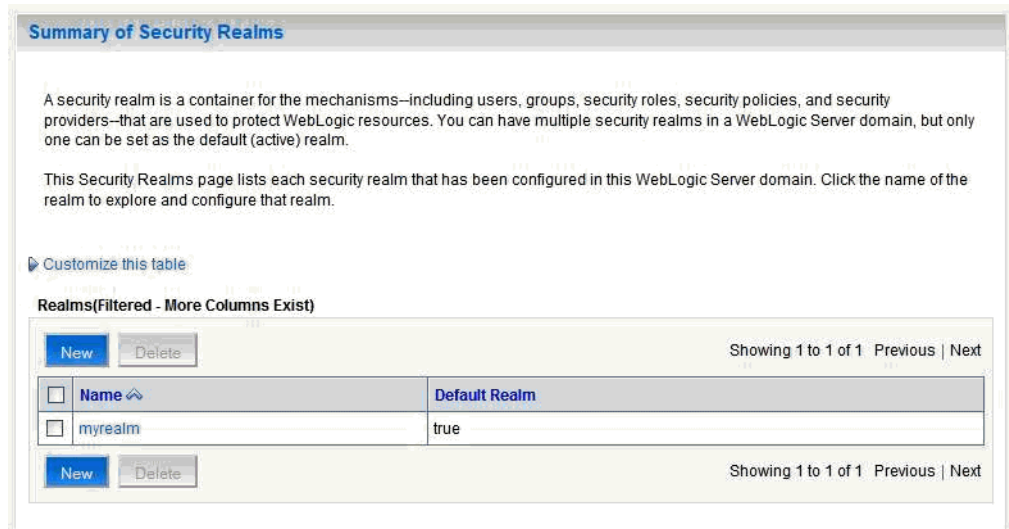 Summary of Security Realms
A security realm is a container for the mechanisms--including users, groups, security roles, security policies, and security
providers--that are used to protect WebLogic resources. You can have multiple security realms in a WebLogic Server domain, but only
one can be set as the default (active) realm.
This Security Realms page lists each security realm that has been configured in this WebLogic Server domain. Click the name of the
realm to explore and configure that realm.
Customize this table
Realms(Filtered - More Columns Exist)
New Delete Showing 1 to 1 of 1 Previous | Next
Name Default Realm
myrealm true
New Delete Showing 1 to 1 of 1 Previous | Next